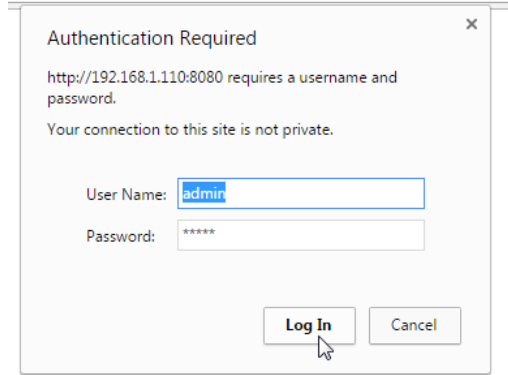 Authentication Required
http://192.168.1.110:8080 requires a username and
password.
Your connection to this site is not private.
User Name: admin
Password: *****
Log In Cancel